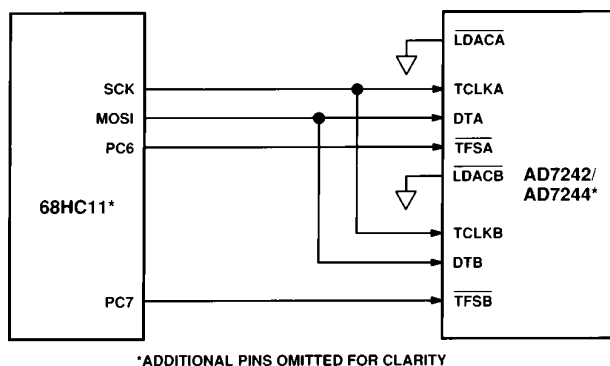 LDACA
SCK
TCLKA
MOSI
DTA
PC6
TFSA
LDACB
AD7242/
AD7244*
68HC11*
TCLKB
DTB
PC7
TFSB
*ADDITIONAL PINS OMITTED FOR CLARITY